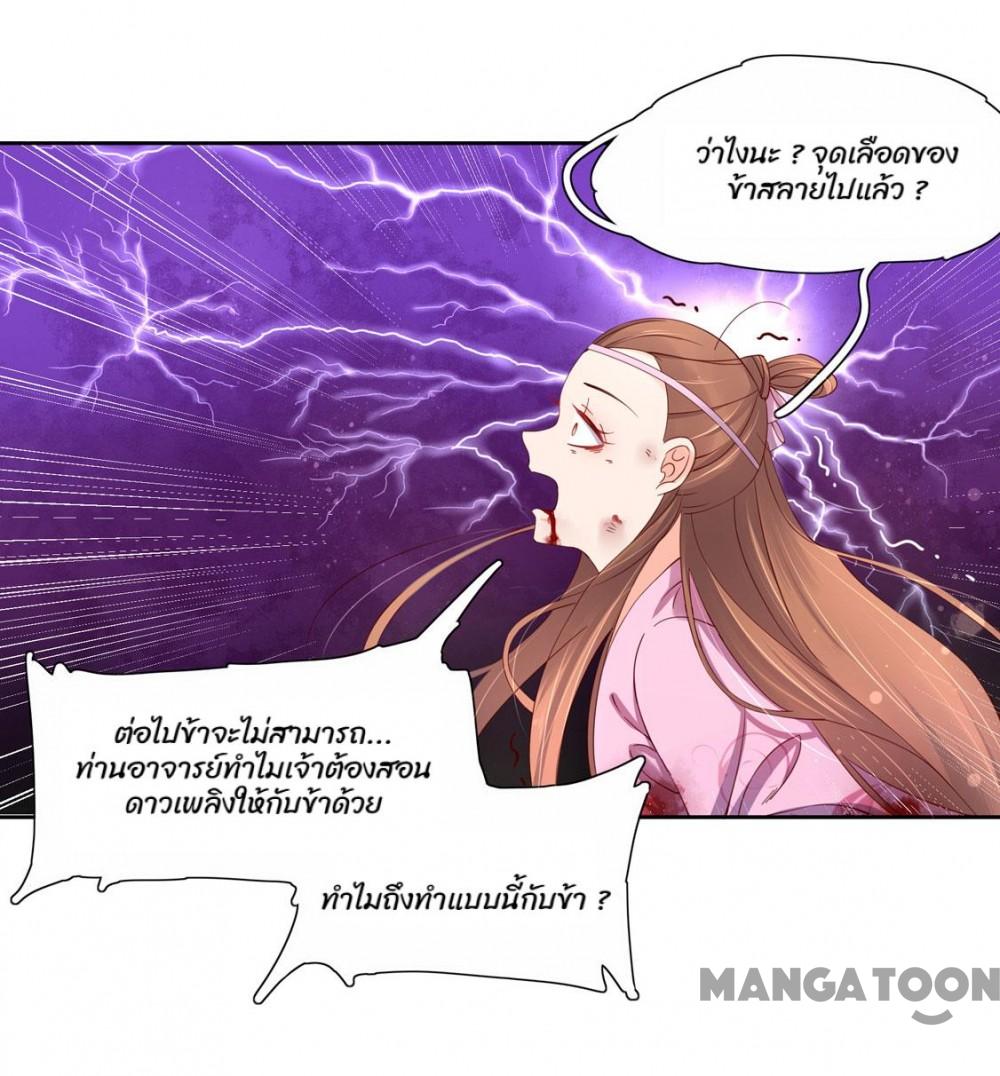 ว่าไงนะ ? จุดเลือดของ
ข้าสลายไปแล้ว ?
ต่อไปข้าจะไม่สามารถ...
ท่านอาจารย์ทำไมเจ้าต้องสอน
ดาวเพลิงให้กับข้าด้วย
ทำไมถึงทำแบบนี้กับข้า ?
MANGATOON